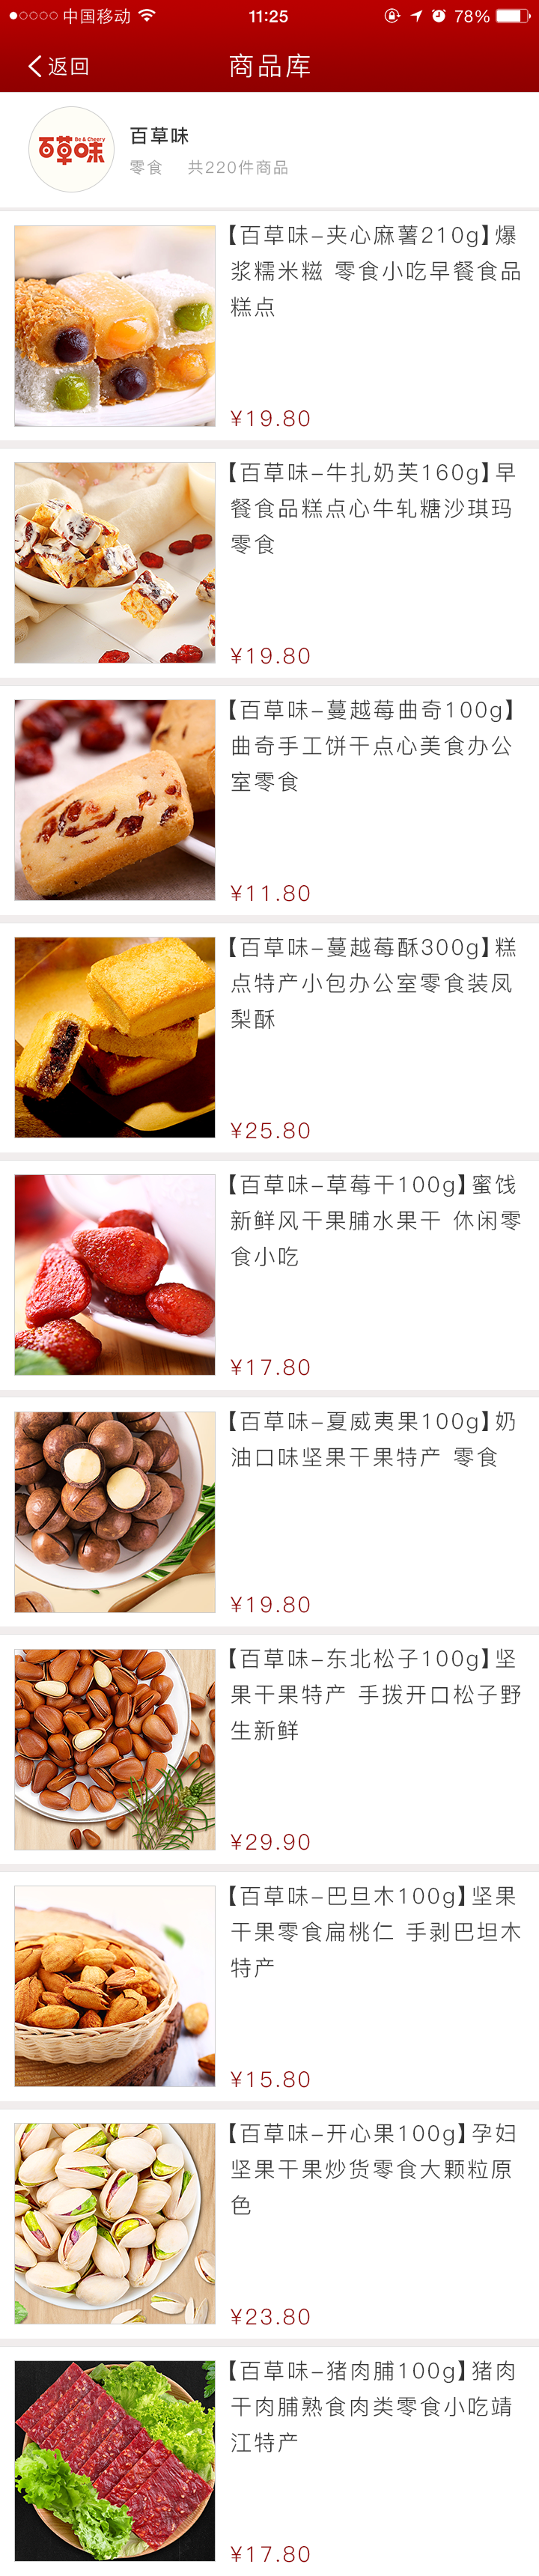 中国移动 11:25 78%
返回 商品库
百草味 Be & Cheery
百草味
零食 共220件商品
【百草味-夹心麻薯210g】爆
浆糯米糍 零食小吃早餐食品
糕点
¥19.80
【百草味-牛扎奶芙160g】早
餐食品糕点心牛轧糖沙琪玛
零食
¥19.80
【百草味-蔓越莓曲奇100g】
曲奇手工饼干点心美食办公
室零食
¥11.80
【百草味-蔓越莓酥300g】糕
点特产小包办公室零食装凤
梨酥
¥25.80
【百草味-草莓干100g】蜜饯
新鲜风干果脯水果干 休闲零
食小吃
¥17.80
【百草味-夏威夷果100g】奶
油口味坚果干果特产 零食
¥19.80
【百草味-东北松子100g】坚
果干果特产 手拨开口松子野
生新鲜
¥29.90
【百草味-巴旦木100g】坚果
干果零食扁桃仁 手剥巴坦木
特产
¥15.80
【百草味-开心果100g】孕妇
坚果干果炒货零食大颗粒原
色
¥23.80
【百草味-猪肉脯100g】猪肉
干肉脯熟食肉类零食小吃靖
江特产
¥17.80